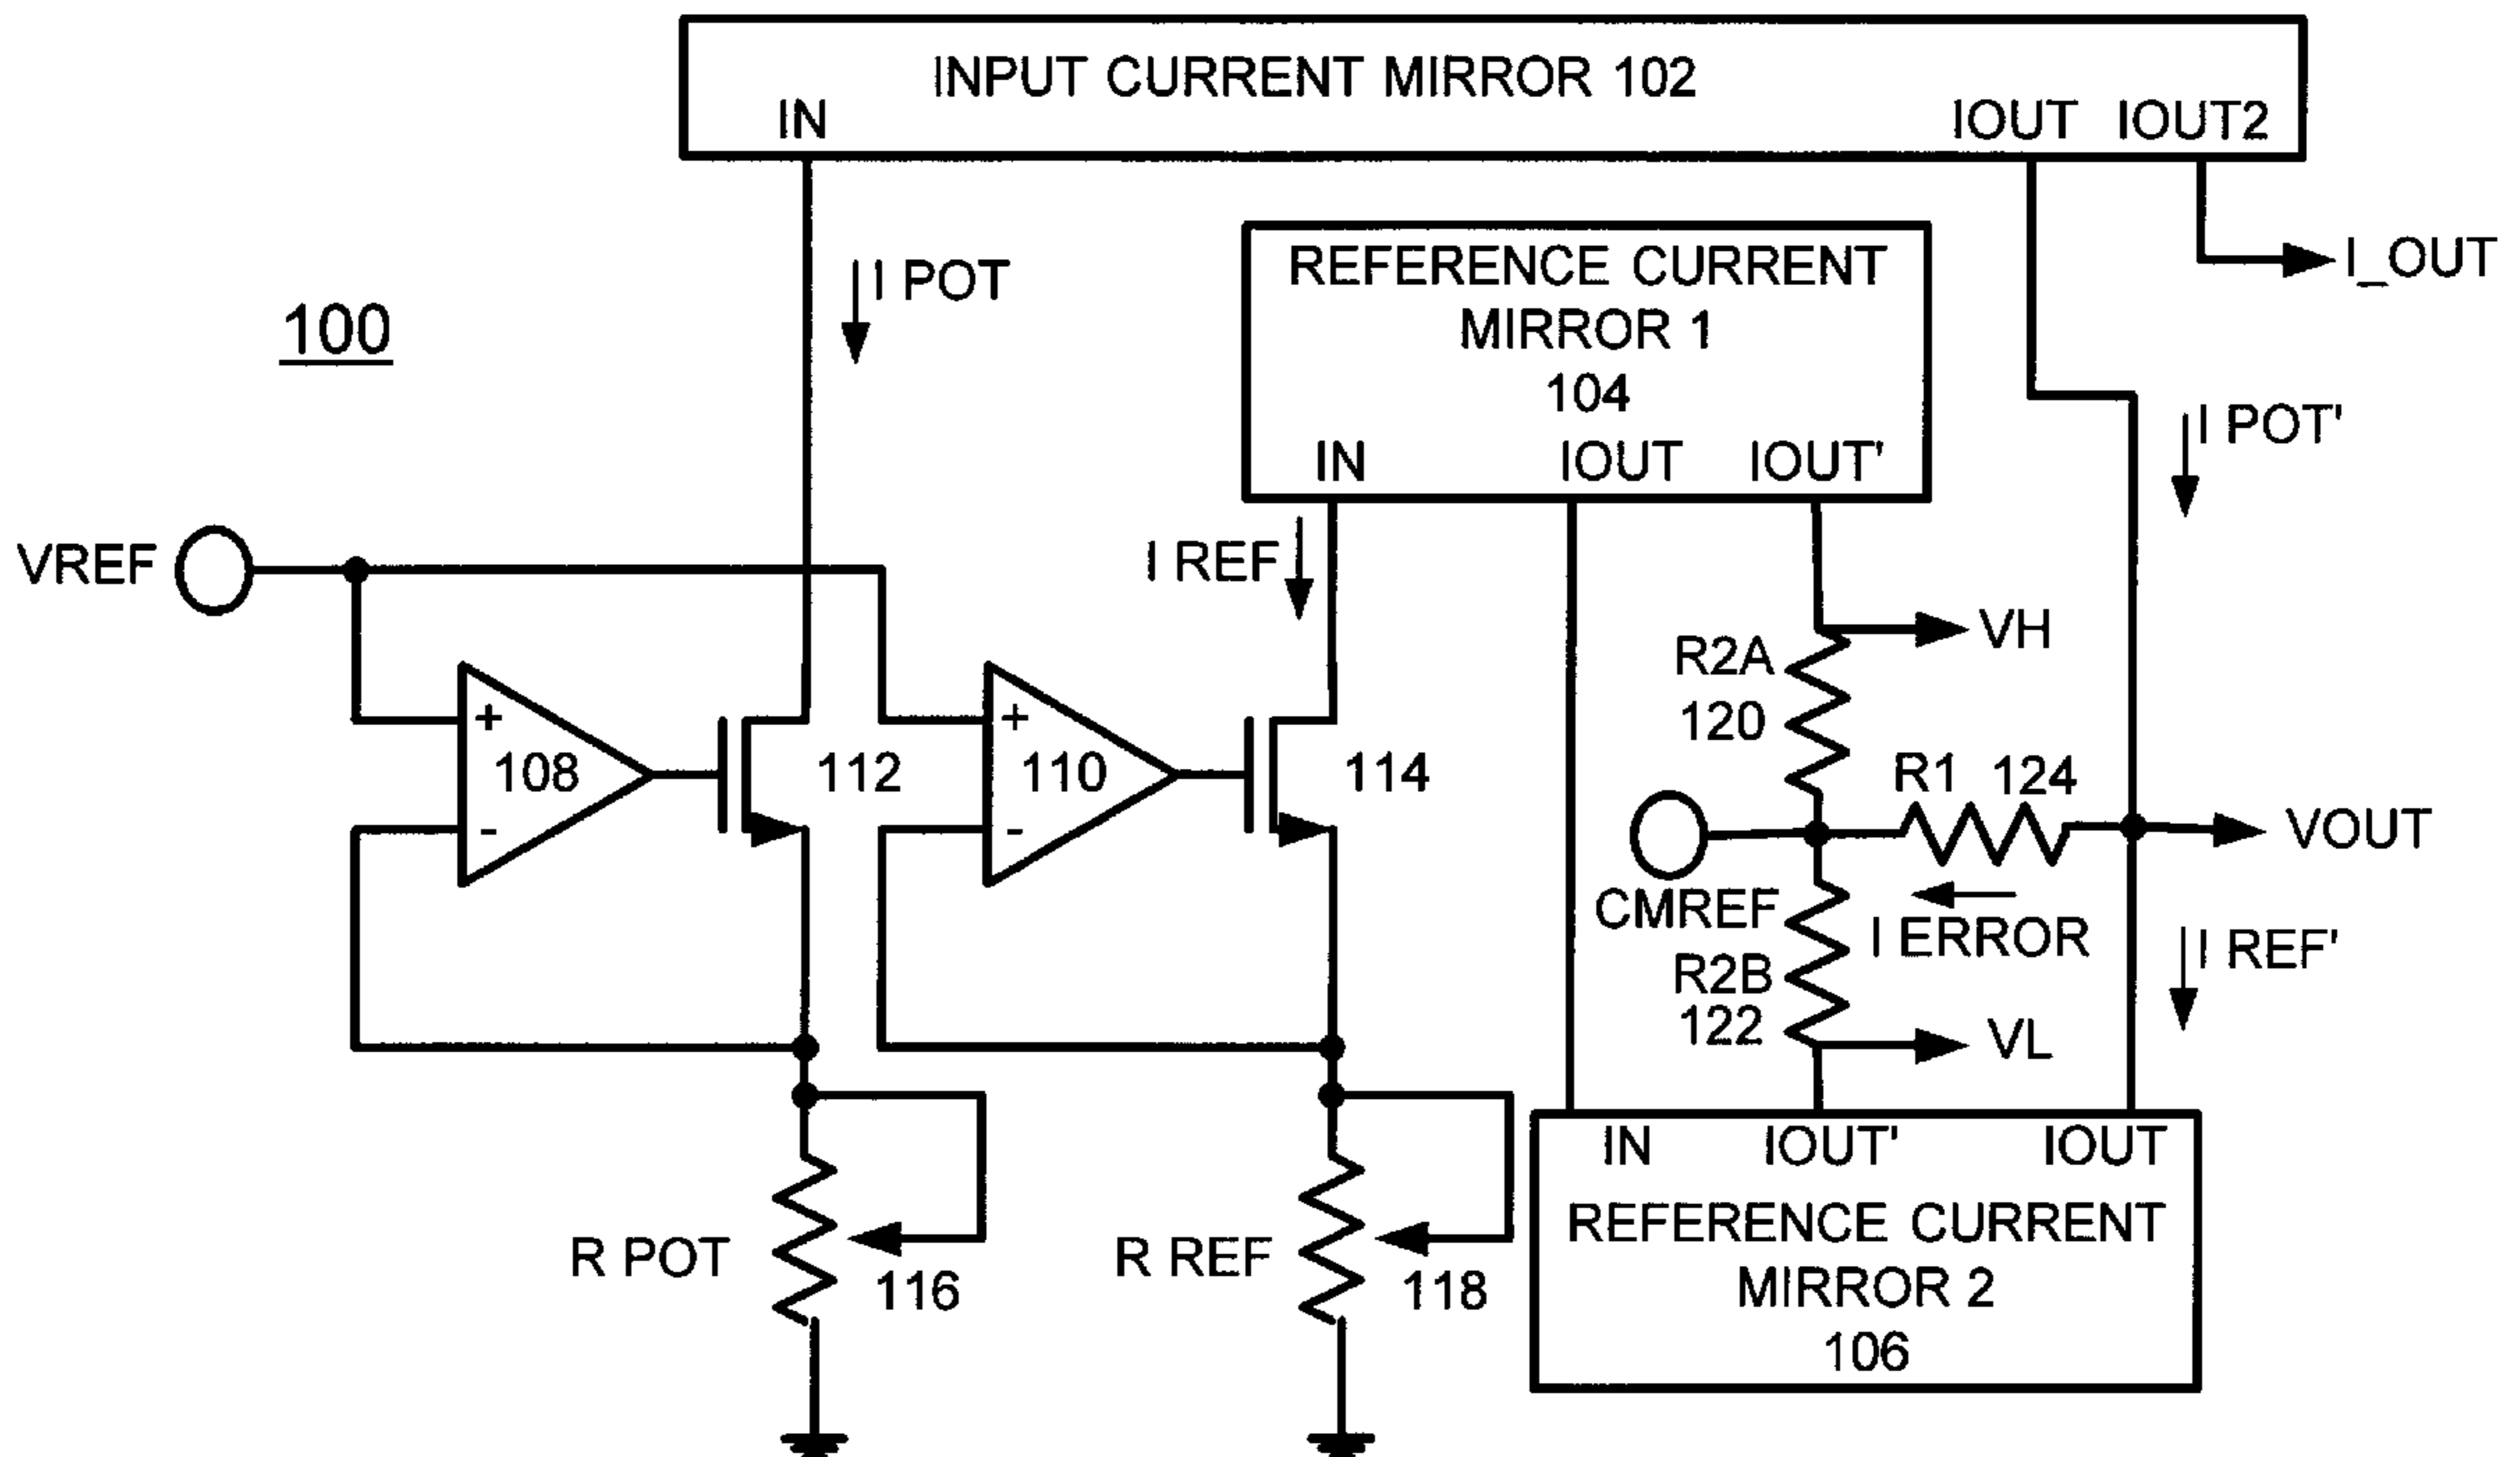 INPUT CURRENT MIRROR 102
IN
IOUT
IOUT2
I_OUT
I POT
100
REFERENCE CURRENT
MIRROR 1
104
IN
IOUT
IOUT'
I POT'
VREF
I REF
VH
R2A
120
+
108
-
112
+
110
-
114
R1 124
VOUT
CMREF
I ERROR
R2B
122
I REF'
VL
IN
IOUT'
IOUT
REFERENCE CURRENT
MIRROR 2
106
R POT
116
R REF
118